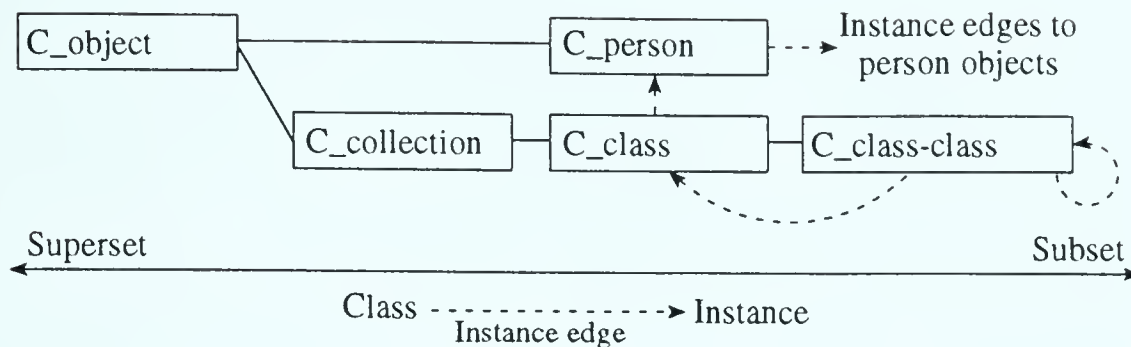 C_object
C_person
Instance edges to
person objects
C_collection
C_class
C_class-class
Superset
Subset
Class
Instance
Instance edge